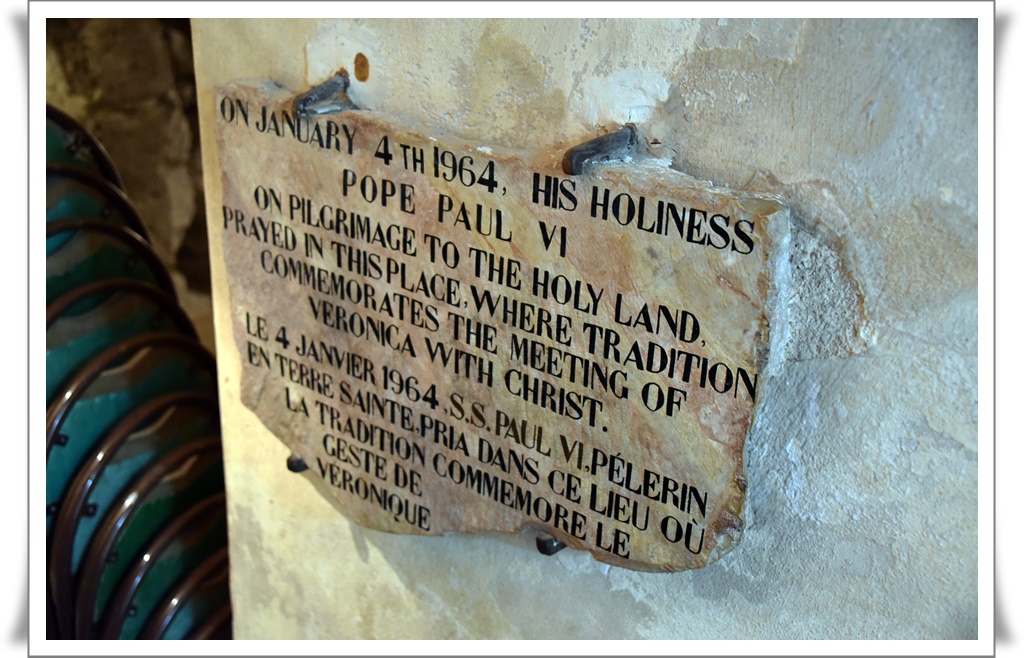 ON JANUARY 4TH 1964, HIS HOLINESS
POPE PAUL VI
ON PILGRIMAGE TO THE HOLY LAND,
PRAYED IN THIS PLACE, WHERE TRADITION
COMMEMORATES THE MEETING OF
VERONICA WITH CHRIST.
LE 4 JANVIER 1964, S.S. PAUL VI, PÉLERIN
EN TERRE SAINTE, PRIA DANS CE LIEU OÙ
LA TRADITION COMMEMORE LE
GESTE DE
VERONIQUE